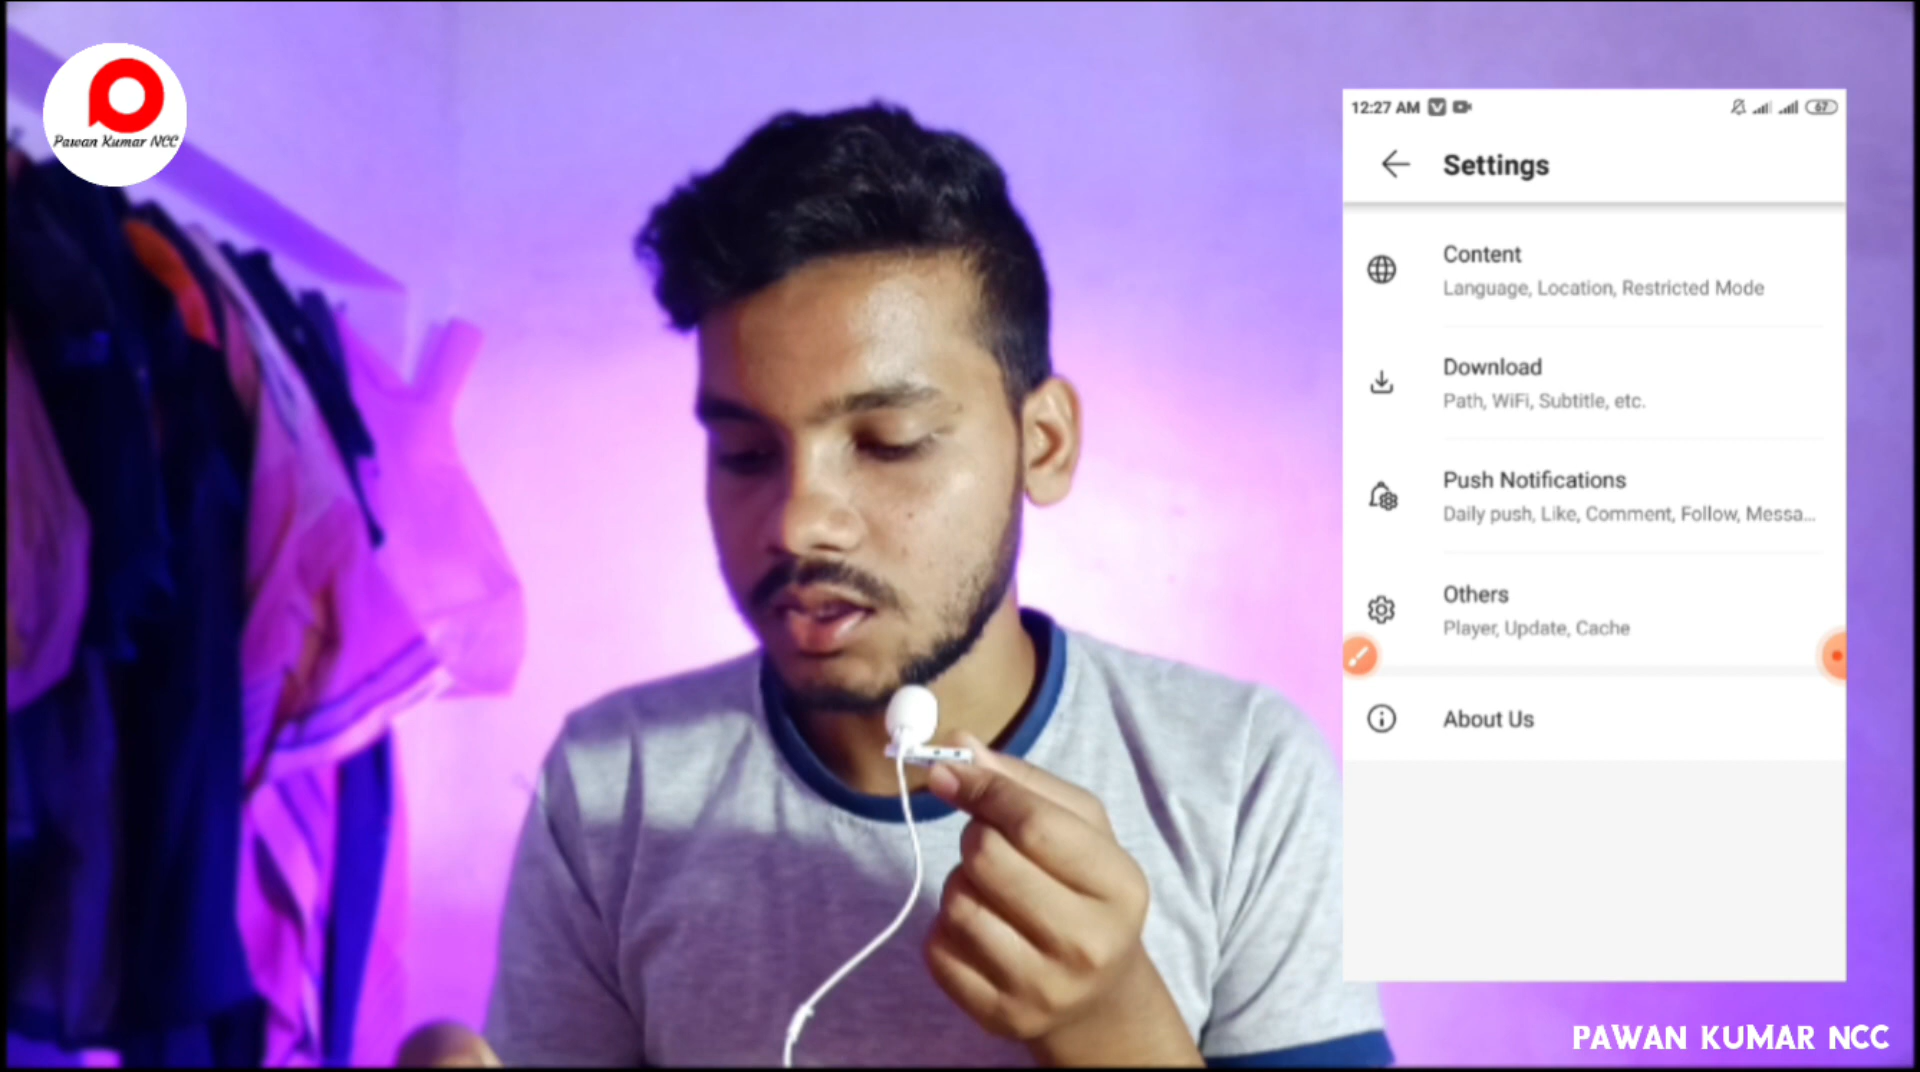 Pawan Kumar NCC
12:27 AM
67
Settings
Content
Language, Location, Restricted Mode
Download
Path, WiFi, Subtitle, etc.
Push Notifications
Daily push, Like, Comment, Follow, Messa...
Others
Player, Update, Cache
About Us
PAWAN KUMAR NCC